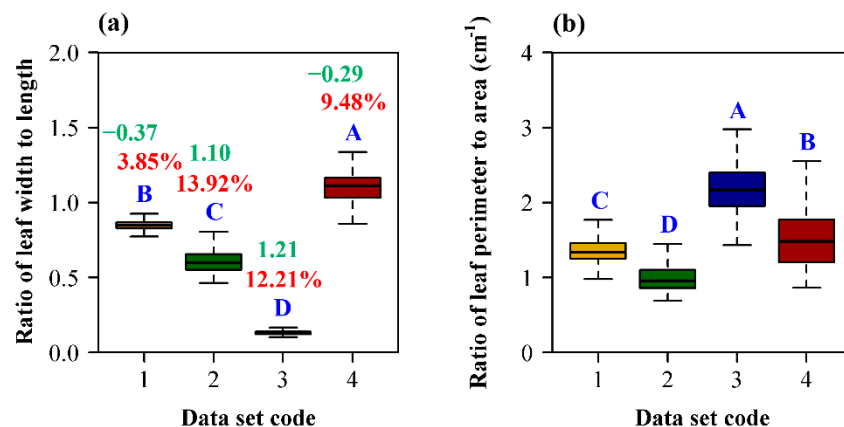 (a)
Ratio of leaf width to length
2.0
1.5
1.0
0.5
0.0
−0.37
3.85%
B
1.10
13.92%
C
1.21
12.21%
D
−0.29
9.48%
A
1 2 3 4
Data set code
(b)
Ratio of leaf perimeter to area (cm⁻¹)
4
3
2
1
0
C
D
A
B
1 2 3 4
Data set code